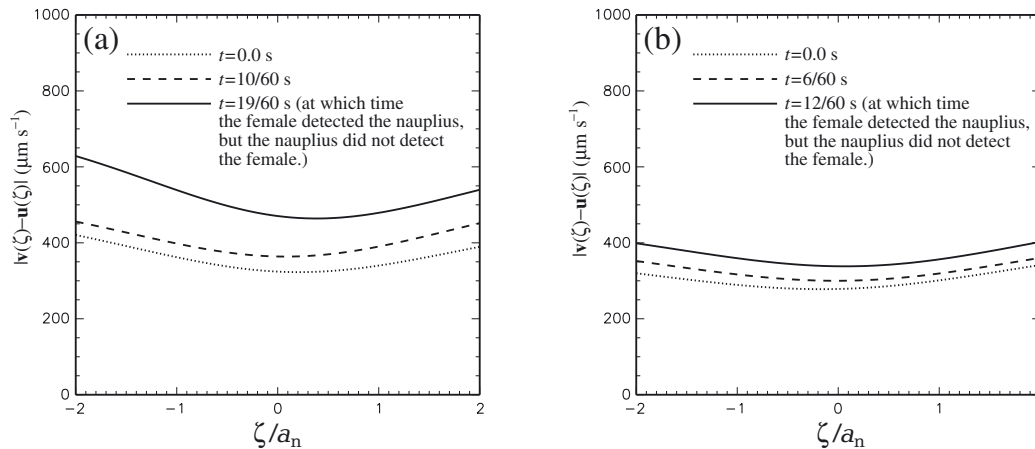 (a)
t=0.0 s
t=10/60 s
t=19/60 s (at which time
the female detected the nauplius,
but the nauplius did not detect
the female.)
|v(ζ)–u(ζ)| (μm s⁻¹)
1000
800
600
400
200
0
−2
−1
0
1
2
ζ/aₙ
(b)
t=0.0 s
t=6/60 s
t=12/60 s (at which time
the female detected the nauplius,
but the nauplius did not detect
the female.)
|v(ζ)–u(ζ)| (μm s⁻¹)
1000
800
600
400
200
0
−2
−1
0
1
ζ/aₙ